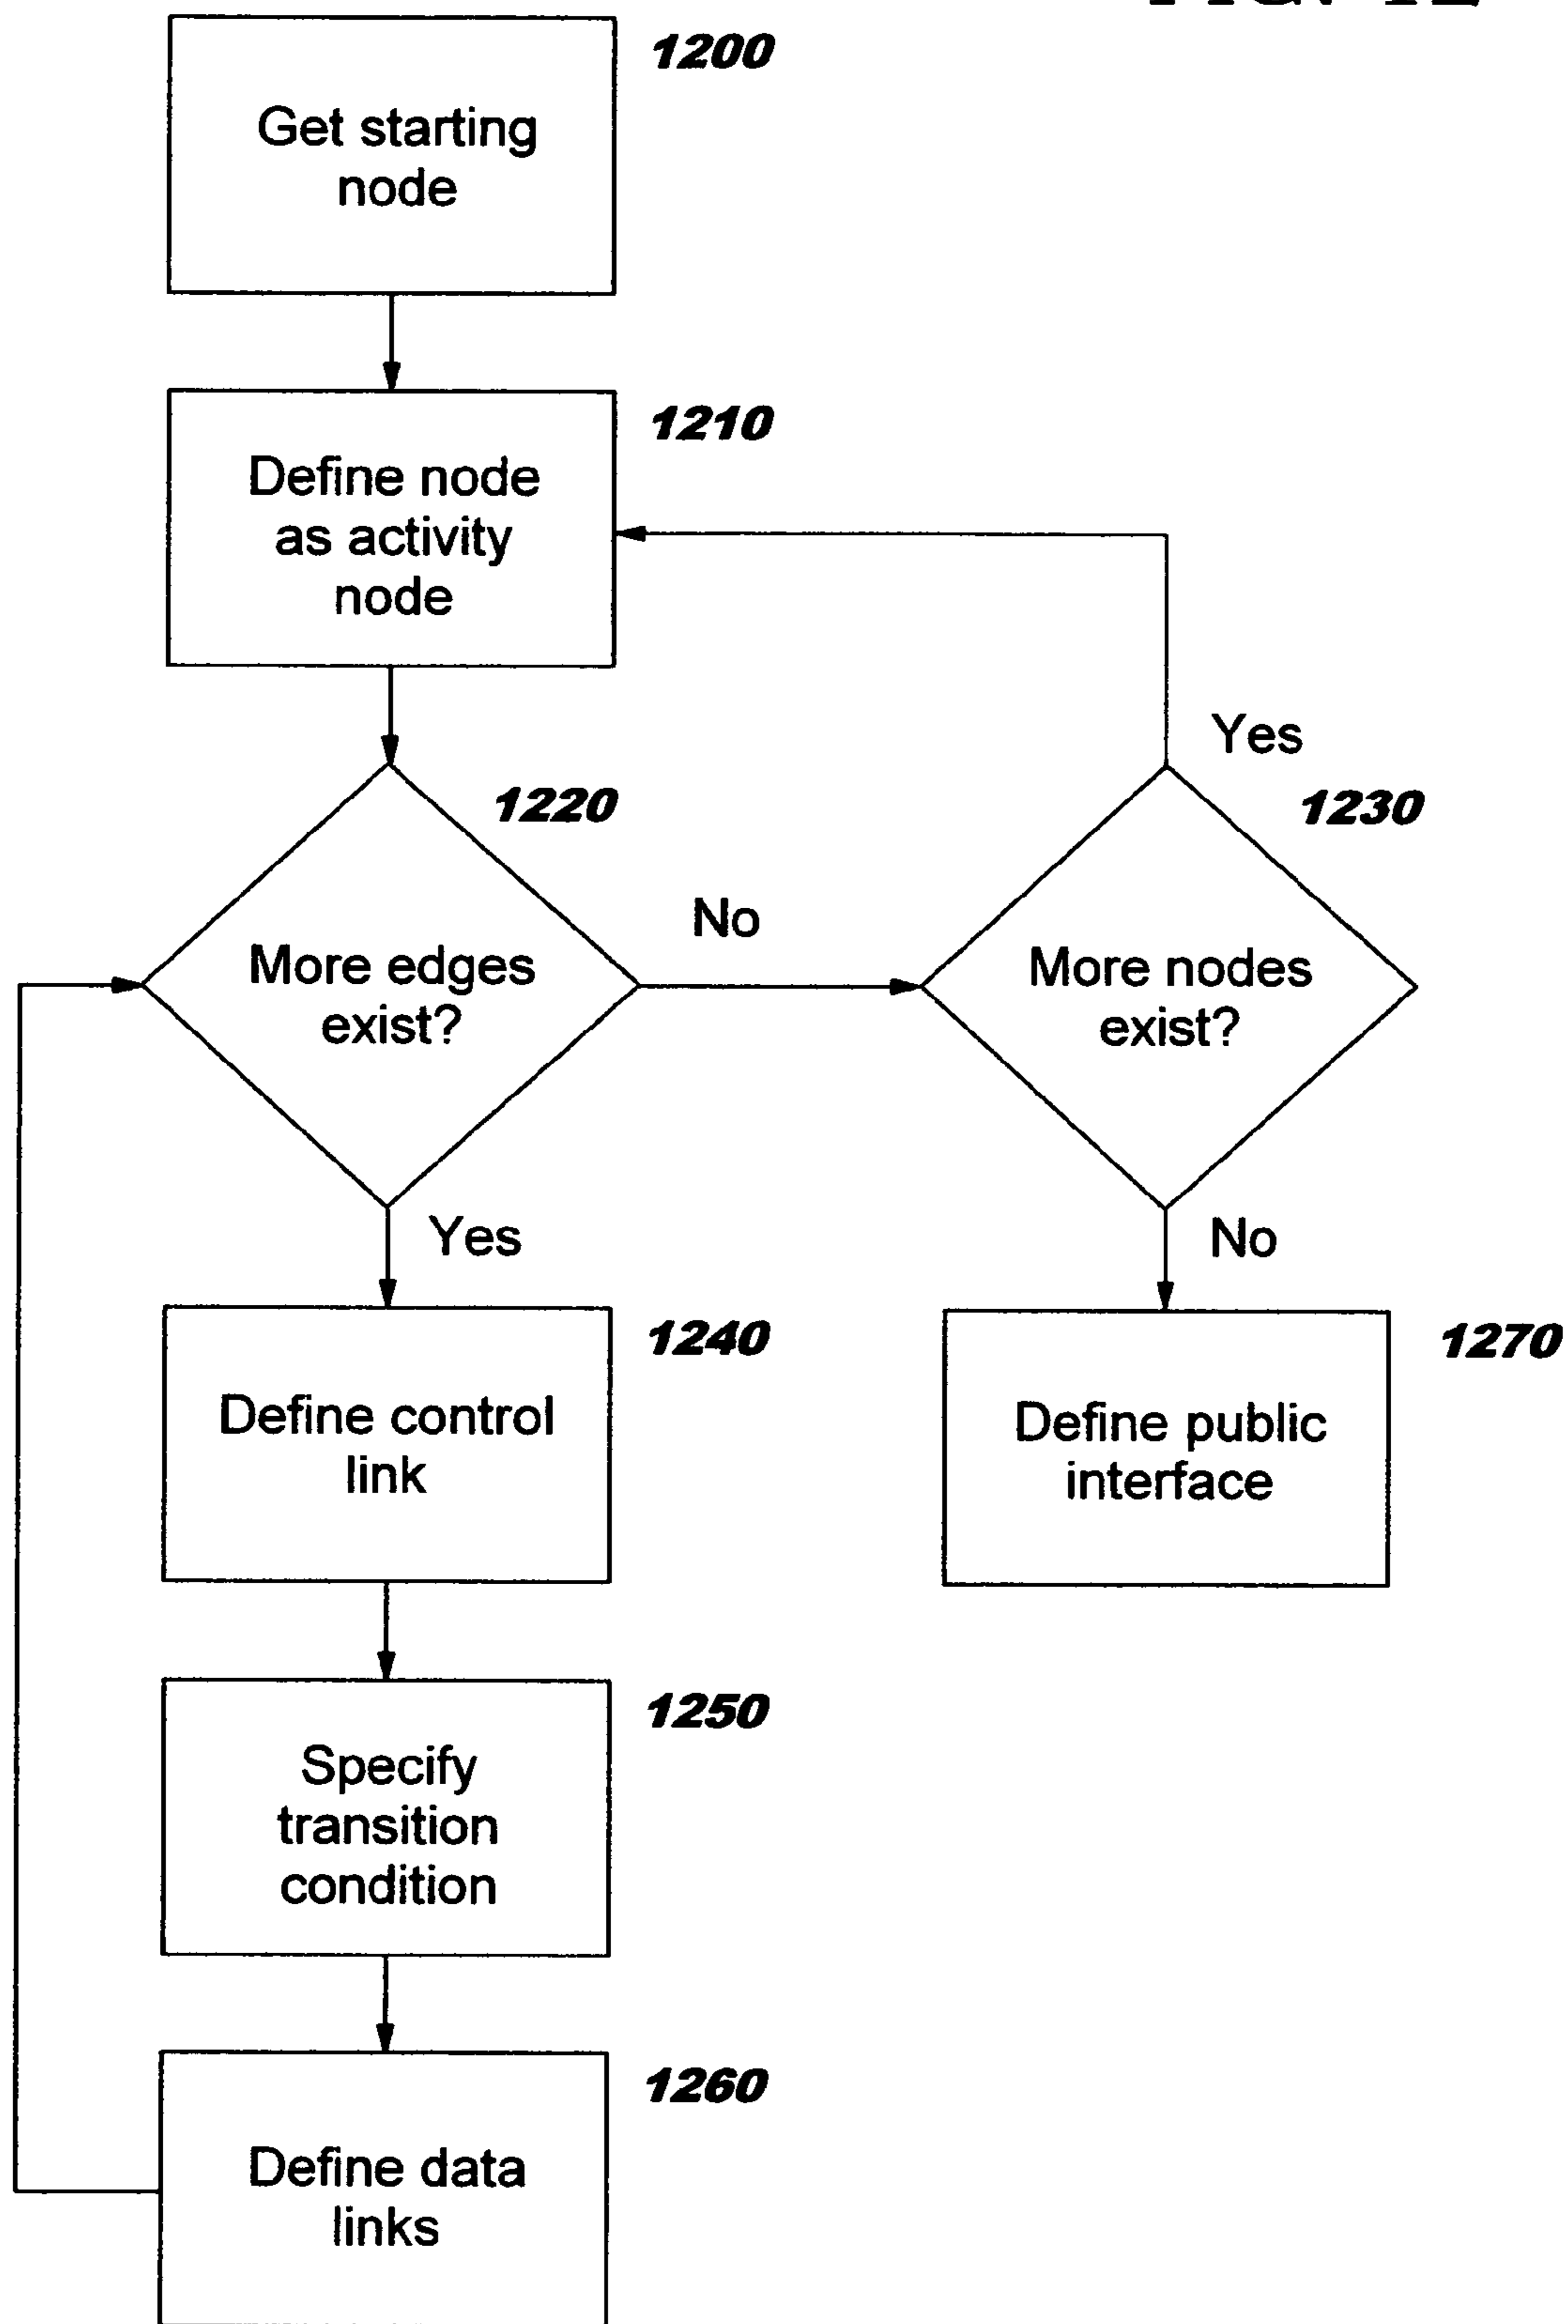 1200
Get starting
node
1210
Define node
as activity
node
Yes
1220
1230
No
More edges
exist?
More nodes
exist?
Yes
No
1240
1270
Define control
link
Define public
interface
1250
Specify
transition
condition
1260
Define data
links